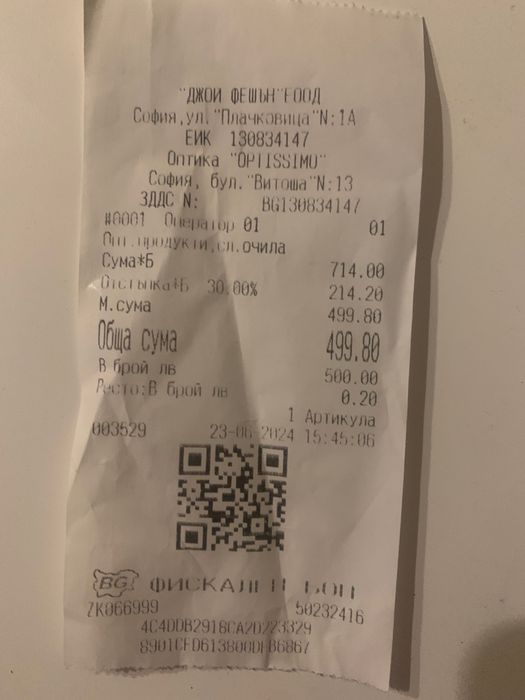 "ДЖОИ ФЕШЪН"ЕООД
София,ул."Плачковица"N:1А
ЕИК 130834147
Оптика "OPTISSIMO"
София, бул."Витоша"N:13
ЗДДС N: BG130834147
#0001 Оператор 01 01
Опт.продукти,сл.очила
Сума*Б 714.00
Отстъпка*Б 30.00% 214.20
М.сума 499.80
Обща сума 499.80
В брой лв 500.00
Ресто:В брой лв 0.20
1 Артикула
003529 23-06-2024 15:45:06
BG ФИСКАЛЕН БОН
ZK066999 50232416
4C4DDB2918CA2D223329
8901CFD613800DFB6867